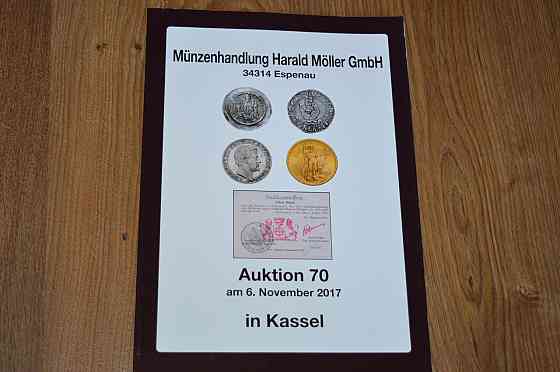 Münzenhandlung Harald Möller GmbH
34314 Espenau
Auktion 70
am 6. November 2017
in Kassel